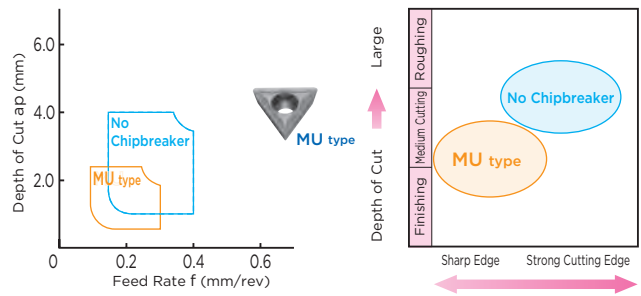 6.0
4.0
2.0
0
0.2
0.4
0.6
Depth of Cut ap (mm)
Feed Rate f (mm/rev)
No
Chipbreaker
MU type
MU type
Large
Depth of Cut
Roughing
Medium Cutting
Finishing
No Chipbreaker
MU type
Sharp Edge
Strong Cutting Edge